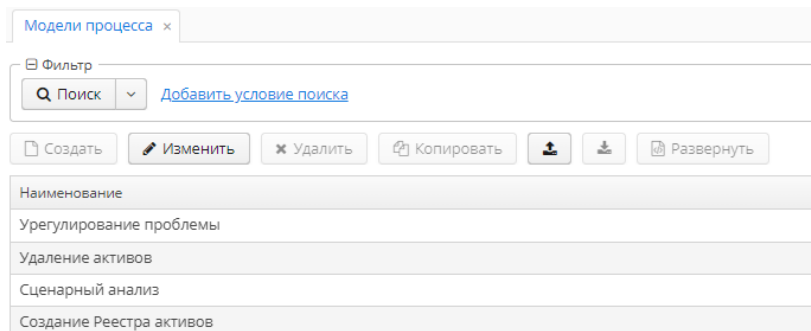 Модели процесса ×
Фильтр
Поиск Добавить условие поиска
Создать Изменить Удалить Копировать Развернуть
Наименование
Урегулирование проблемы
Удаление активов
Сценарный анализ
Создание Реестра активов